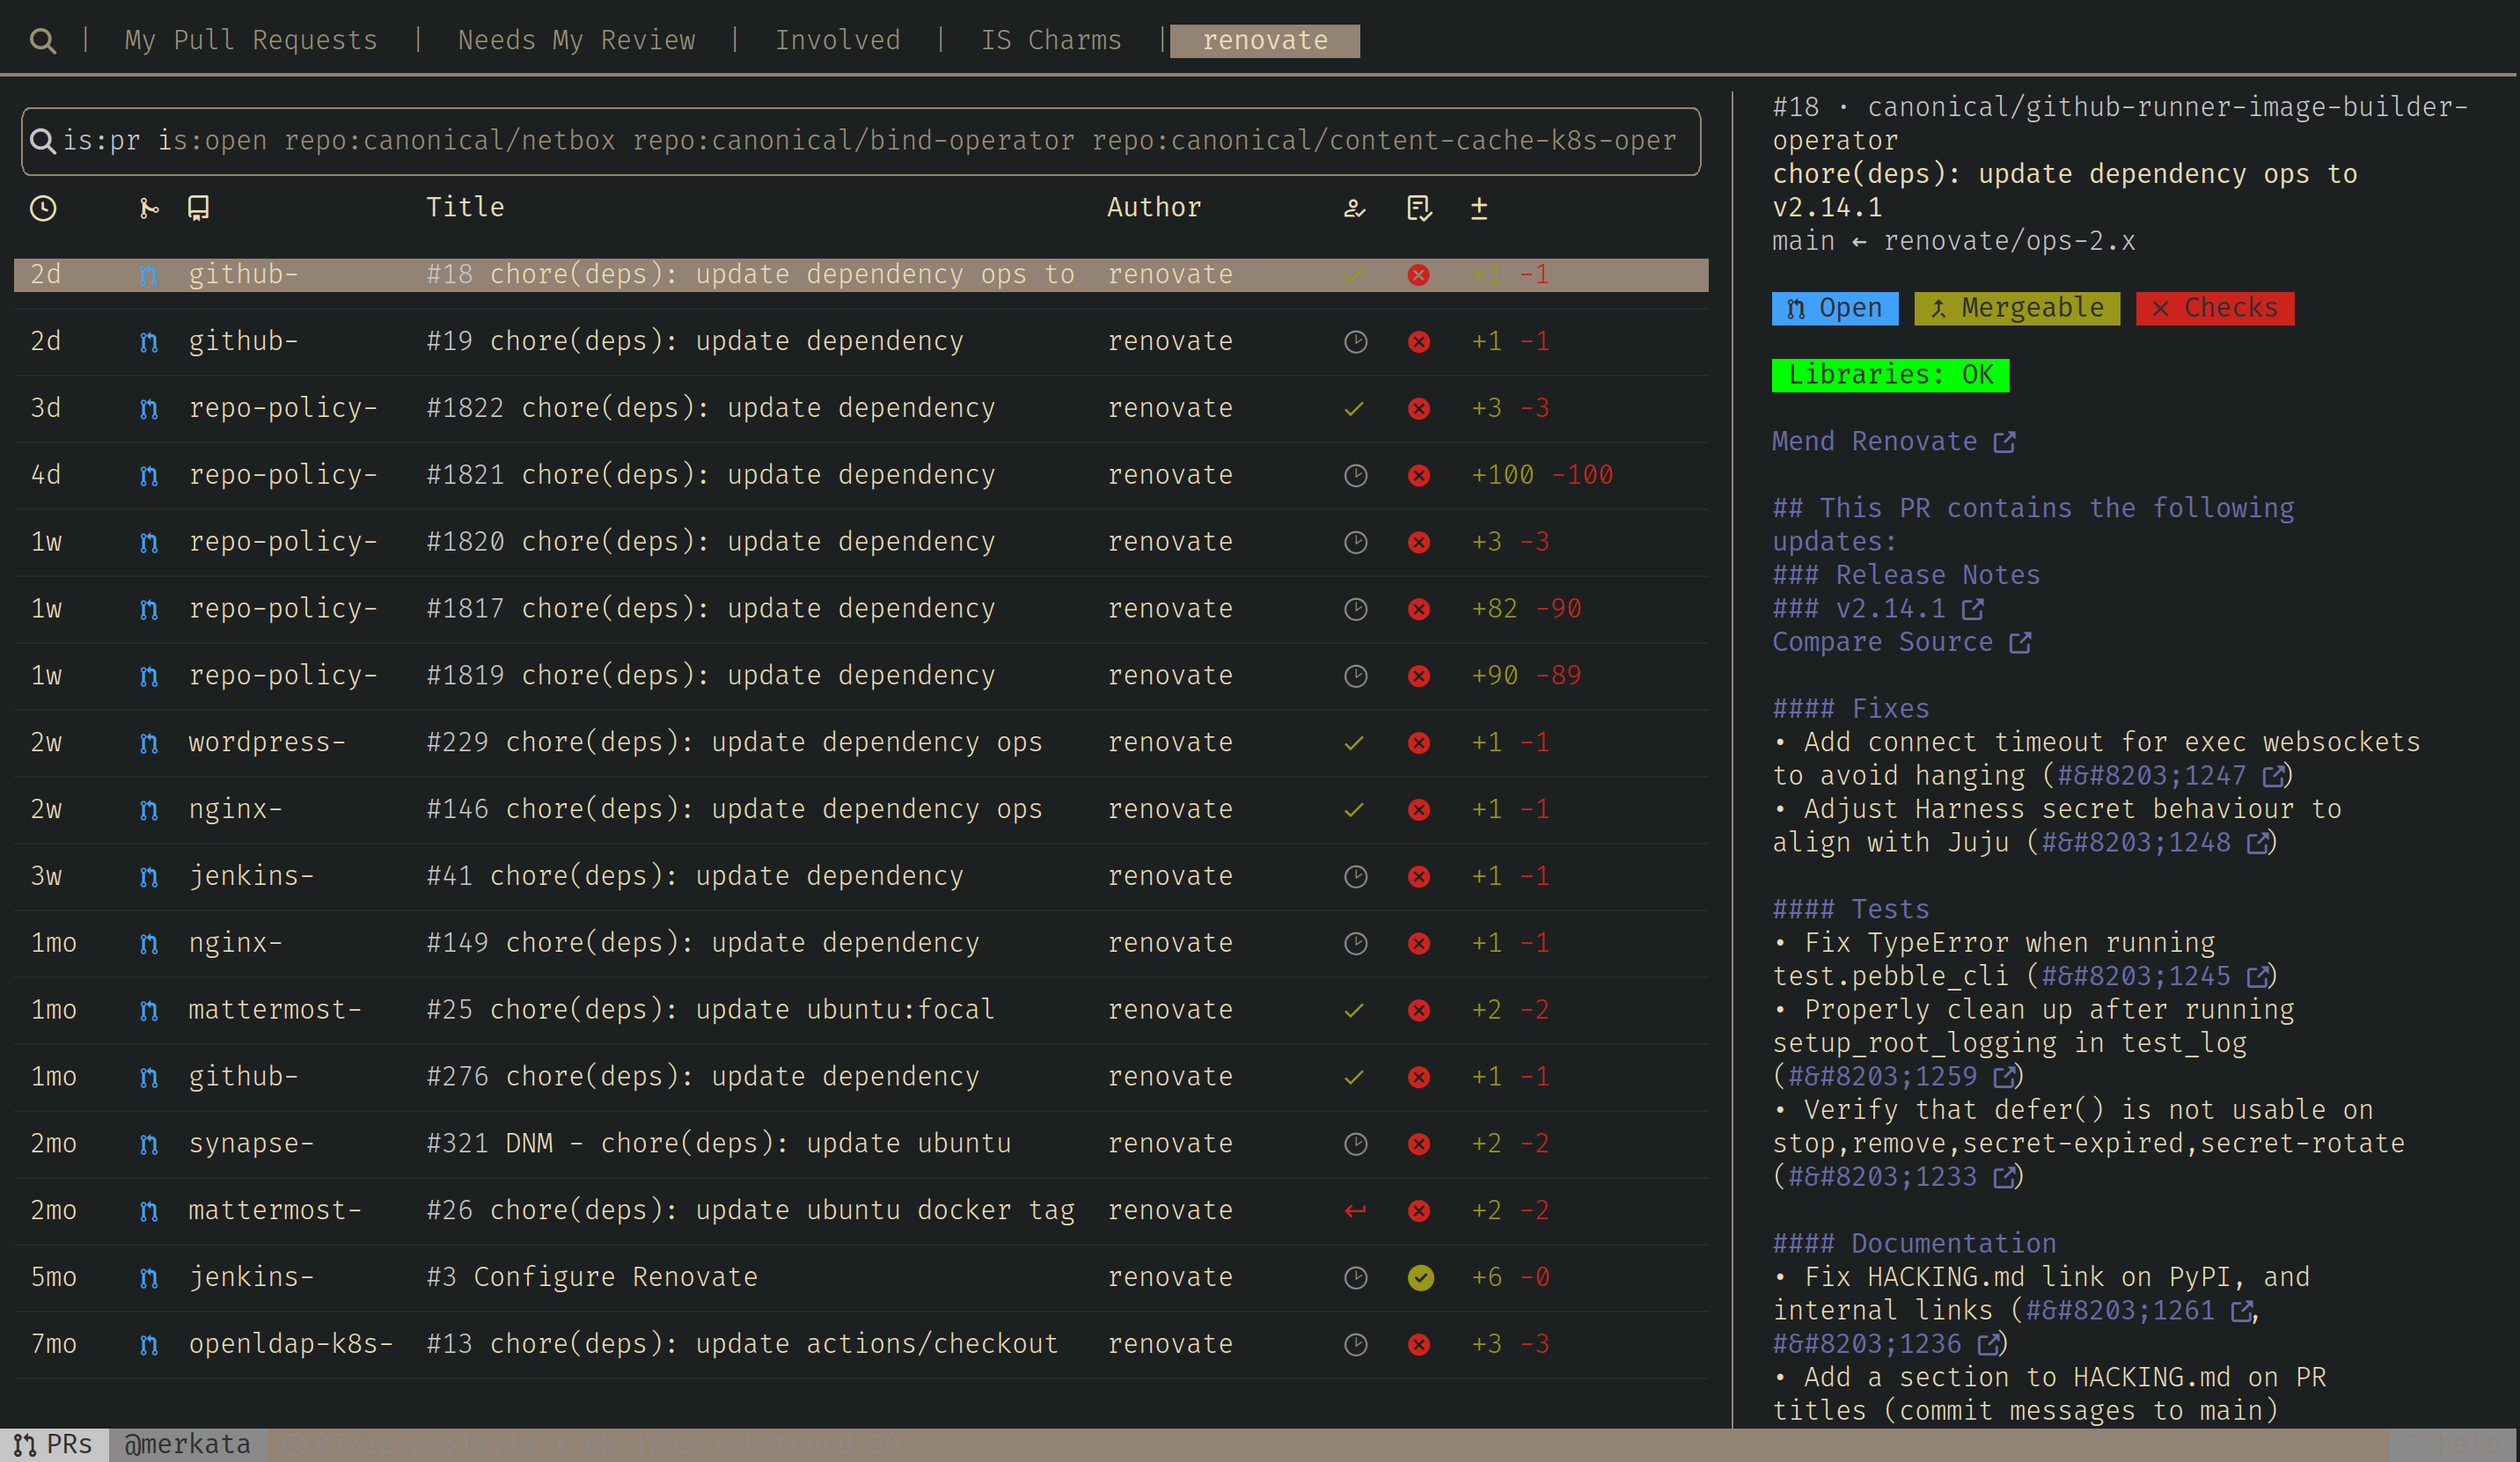 | My Pull Requests | Needs My Review | Involved | IS Charms | renovate
is:pr is:open repo:canonical/netbox repo:canonical/bind-operator repo:canonical/content-cache-k8s-oper
Title Author ±
2d github- #18 chore(deps): update dependency ops to renovate +1 -1
2d github- #19 chore(deps): update dependency renovate +1 -1
3d repo-policy- #1822 chore(deps): update dependency renovate +3 -3
4d repo-policy- #1821 chore(deps): update dependency renovate +100 -100
1w repo-policy- #1820 chore(deps): update dependency renovate +3 -3
1w repo-policy- #1817 chore(deps): update dependency renovate +82 -90
1w repo-policy- #1819 chore(deps): update dependency renovate +90 -89
2w wordpress- #229 chore(deps): update dependency ops renovate +1 -1
2w nginx- #146 chore(deps): update dependency ops renovate +1 -1
3w jenkins- #41 chore(deps): update dependency renovate +1 -1
1mo nginx- #149 chore(deps): update dependency renovate +1 -1
1mo mattermost- #25 chore(deps): update ubuntu:focal renovate +2 -2
1mo github- #276 chore(deps): update dependency renovate +1 -1
2mo synapse- #321 DNM - chore(deps): update ubuntu renovate +2 -2
2mo mattermost- #26 chore(deps): update ubuntu docker tag renovate +2 -2
5mo jenkins- #3 Configure Renovate renovate +6 -0
7mo openldap-k8s- #13 chore(deps): update actions/checkout renovate +3 -3
#18 · canonical/github-runner-image-builder-
operator
chore(deps): update dependency ops to
v2.14.1
main ← renovate/ops-2.x
Open Mergeable Checks
Libraries: OK
Mend Renovate
## This PR contains the following
updates:
### Release Notes
### v2.14.1
Compare Source
#### Fixes
• Add connect timeout for exec websockets
to avoid hanging (#&#8203;1247 )
• Adjust Harness secret behaviour to
align with Juju (#&#8203;1248 )
#### Tests
• Fix TypeError when running
test.pebble_cli (#&#8203;1245 )
• Properly clean up after running
setup_root_logging in test_log
(#&#8203;1259 )
• Verify that defer() is not usable on
stop,remove,secret-expired,secret-rotate
(#&#8203;1233 )
#### Documentation
• Fix HACKING.md link on PyPI, and
internal links (#&#8203;1261 ,
#&#8203;1236 )
• Add a section to HACKING.md on PR
titles (commit messages to main)
PRs @merkata